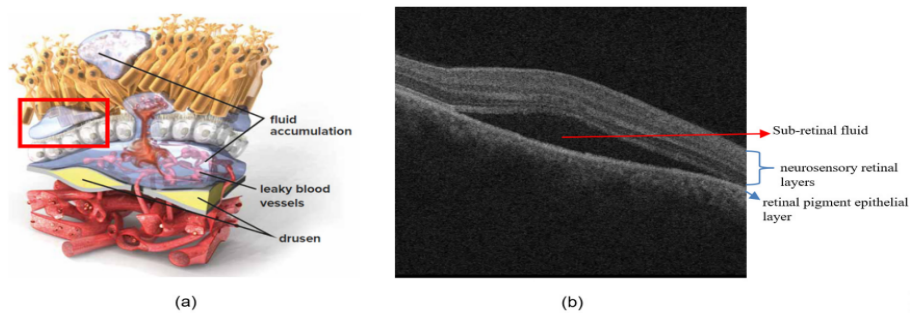 fluid
accumulation
leaky blood
vessels
drusen
(a)
Sub-retinal fluid
neurosensory retinal
layers
retinal pigment epithelial
layer
(b)